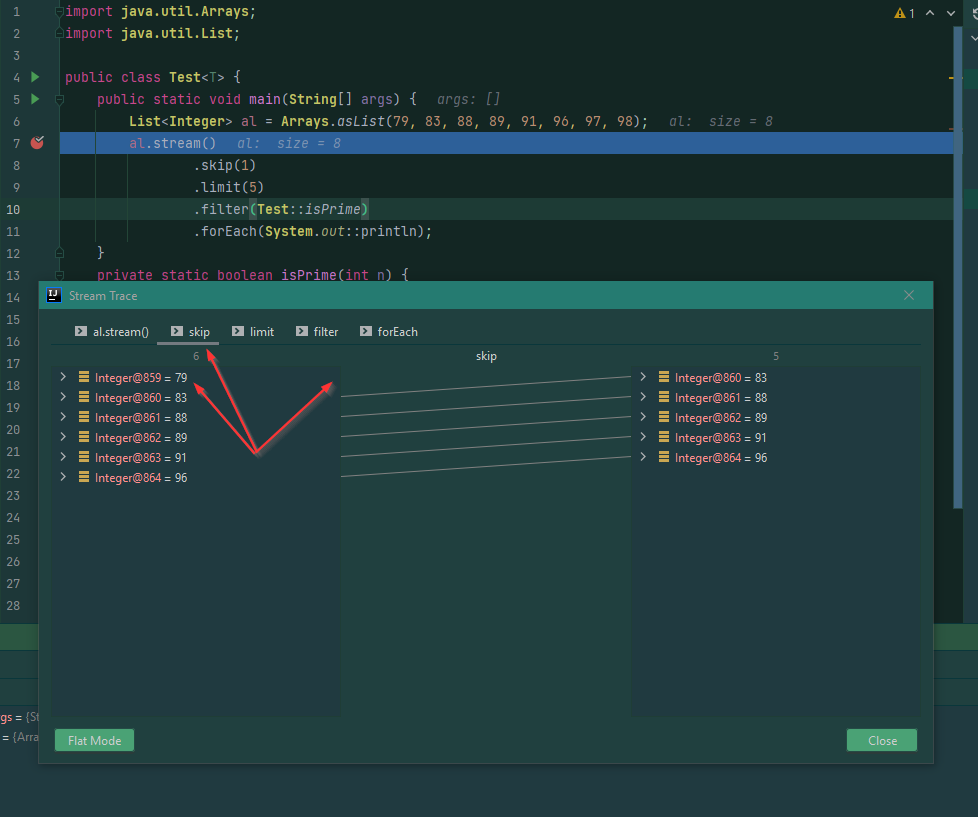 1 import java.util.Arrays;
2 import java.util.List;
3
4 public class Test<T> {
5 public static void main(String[] args) { args: []
6 List<Integer> al = Arrays.asList(79, 83, 88, 89, 91, 96, 97, 98); al: size = 8
7 al.stream() al: size = 8
8 .skip(1)
9 .limit(5)
10 .filter(Test::isPrime)
11 .forEach(System.out::println);
12 }
13 private static boolean isPrime(int n) {
14
15
16
17
18
19
20
21
22
23
24
25
26
27
28
1
IJ Stream Trace
al.stream() skip limit filter forEach
6 skip 5
Integer@859 = 79 Integer@860 = 83
Integer@860 = 83 Integer@861 = 88
Integer@861 = 88 Integer@862 = 89
Integer@862 = 89 Integer@863 = 91
Integer@863 = 91 Integer@864 = 96
Integer@864 = 96
gs = {St
= {Arra
Flat Mode Close